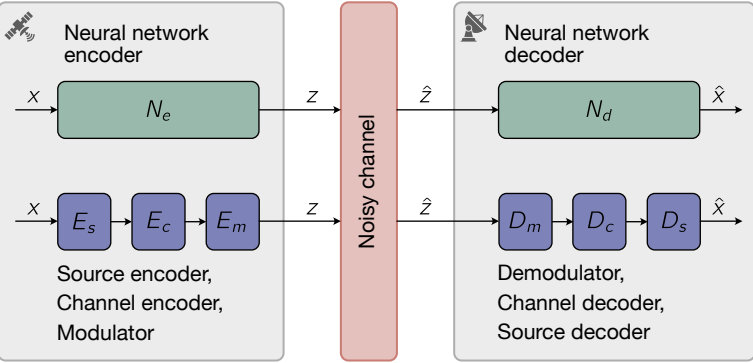 Neural network
encoder
x
N_e
z
Noisy channel
ẑ
Neural network
decoder
N_d
x̂
x
E_s
E_c
E_m
z
ẑ
D_m
D_c
D_s
x̂
Source encoder,
Channel encoder,
Modulator
Demodulator,
Channel decoder,
Source decoder